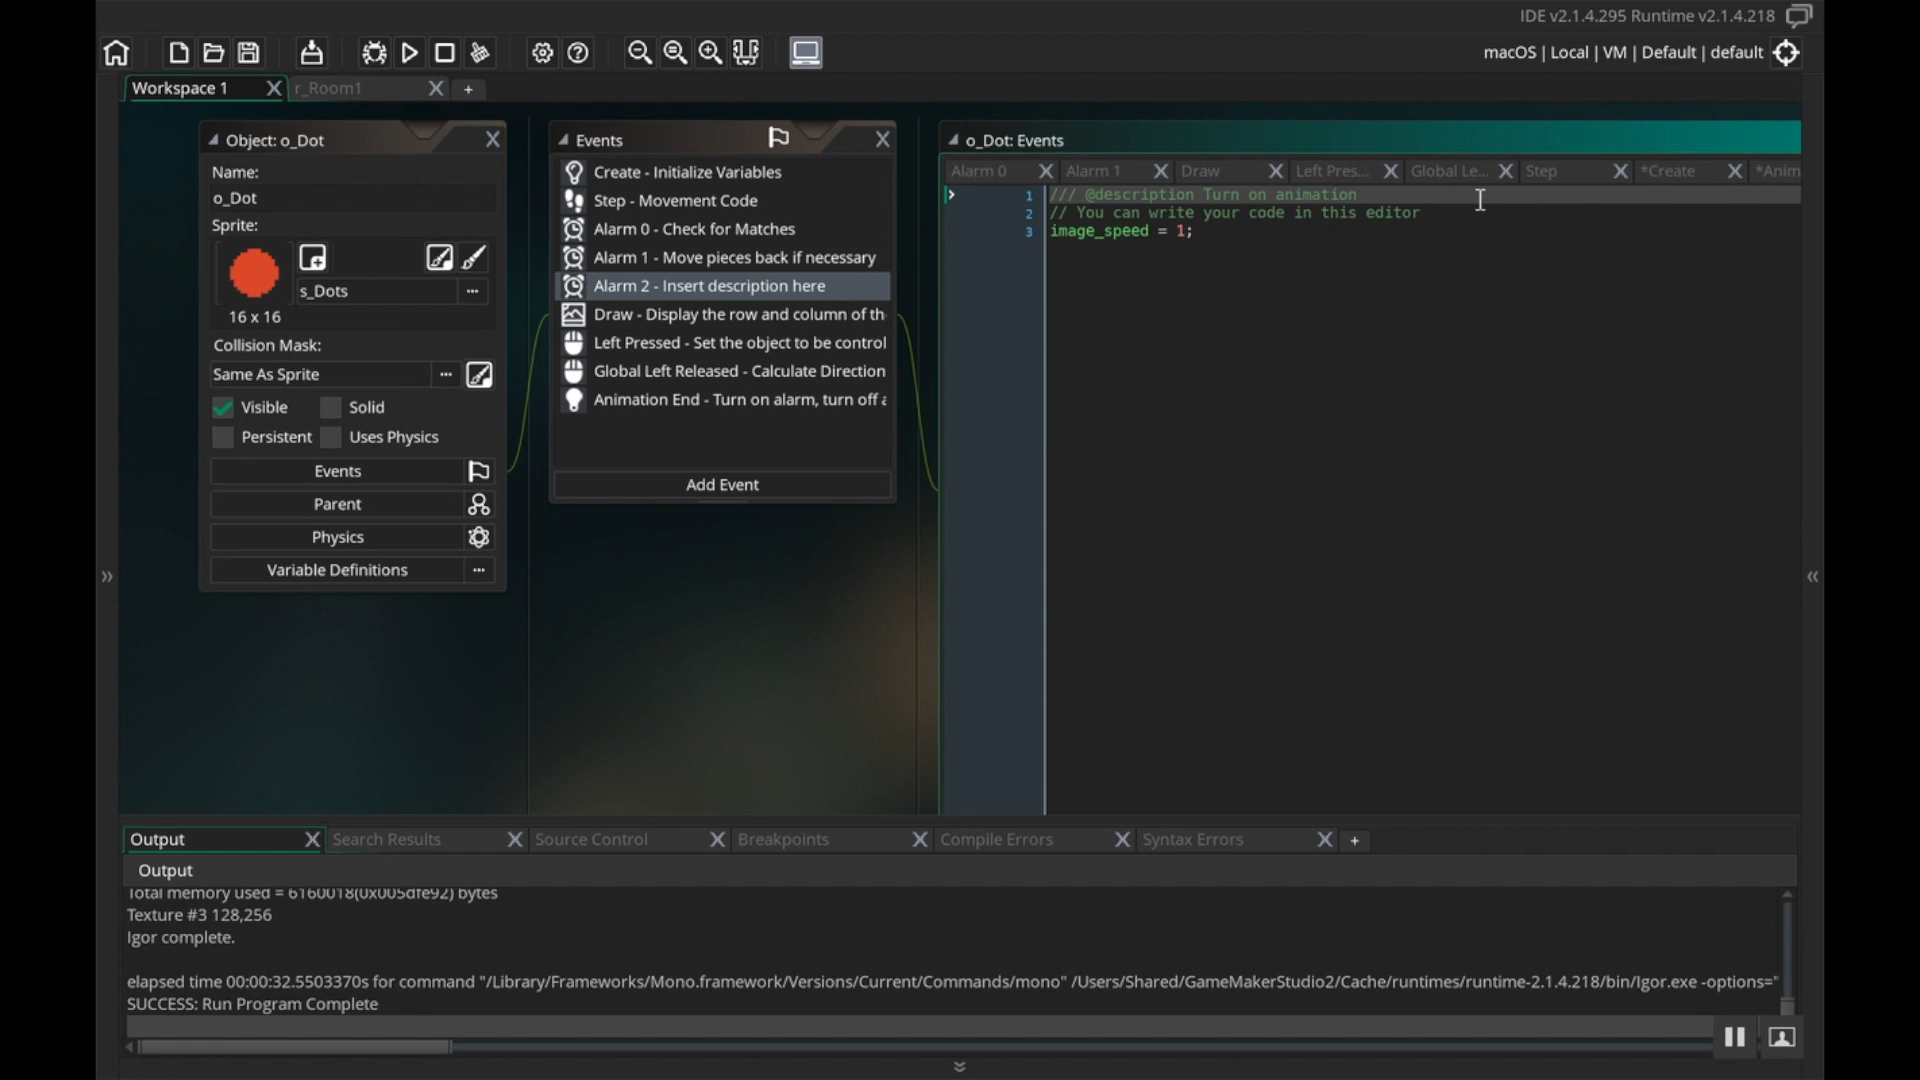 IDE v2.1.4.295 Runtime v2.1.4.218
macOS | Local | VM | Default | default
Workspace 1
r_Room1
+
Object: o_Dot
Name:
o_Dot
Sprite:
s_Dots
...
16 x 16
Collision Mask:
Same As Sprite
...
Visible
Solid
Persistent
Uses Physics
Events
Parent
Physics
Variable Definitions
...
Events
Create - Initialize Variables
Step - Movement Code
Alarm 0 - Check for Matches
Alarm 1 - Move pieces back if necessary
Alarm 2 - Insert description here
Draw - Display the row and column of th
Left Pressed - Set the object to be control
Global Left Released - Calculate Direction
Animation End - Turn on alarm, turn off a
Add Event
o_Dot: Events
Alarm 0
Alarm 1
Draw
Left Pres...
Global Le...
Step
*Create
*Anim
1 /// @description Turn on animation
2 // You can write your code in this editor
3 image_speed = 1;
Output
Search Results
Source Control
Breakpoints
Compile Errors
Syntax Errors
+
Output
Total memory used = 6160018(0x005dfe92) bytes
Texture #3 128,256
Igor complete.
elapsed time 00:00:32.5503370s for command "/Library/Frameworks/Mono.framework/Versions/Current/Commands/mono" /Users/Shared/GameMakerStudio2/Cache/runtimes/runtime-2.1.4.218/bin/Igor.exe -options="
SUCCESS: Run Program Complete